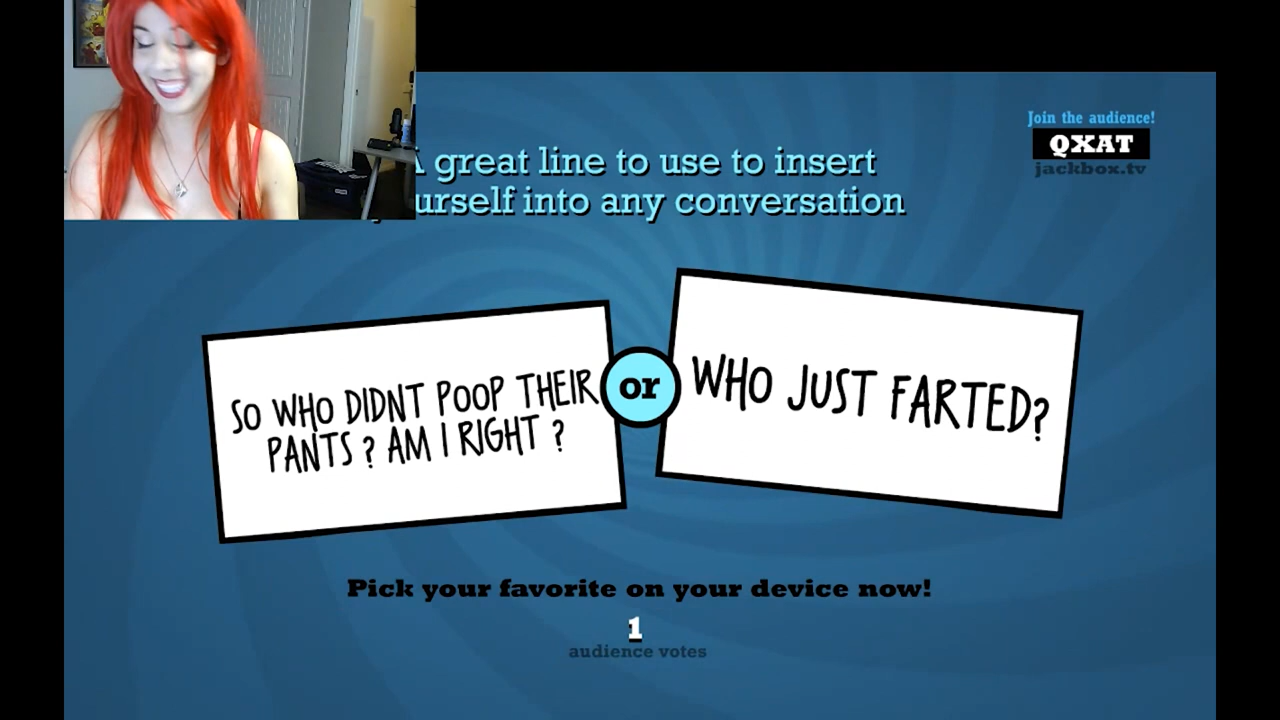 Join the audience!
QXAT
jackbox.tv
great line to use to insert
urself into any conversation
SO WHO DIDNT POOP THEIR
PANTS ? AM I RIGHT ?
or
WHO JUST FARTED?
Pick your favorite on your device now!
1
audience votes